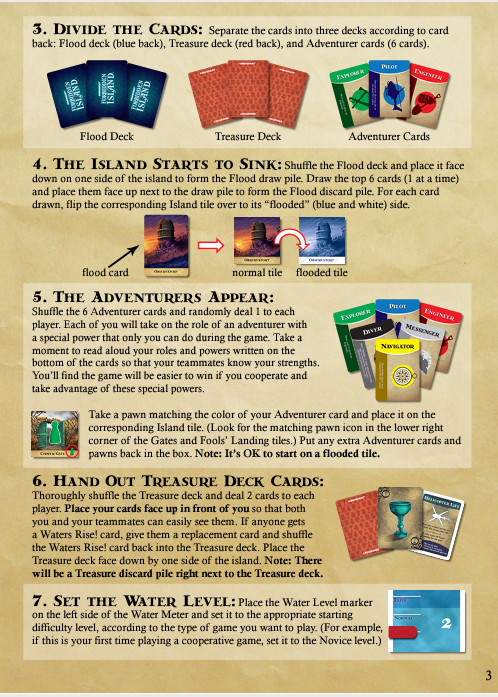 3. DIVIDE THE CARDS: Separate the cards into three decks according to card
back: Flood deck (blue back), Treasure deck (red back), and Adventurer cards (6 cards).
FORBIDDEN ISLAND
FORBIDDEN ISLAND
FORBIDDEN ISLAND
EXPLORER
PILOT
ENGINEER
Flood Deck
Treasure Deck
Adventurer Cards
4. THE ISLAND STARTS TO SINK: Shuffle the Flood deck and place it face
down on one side of the island to form the Flood draw pile. Draw the top 6 cards (1 at a time)
and place them face up next to the draw pile to form the Flood discard pile. For each card
drawn, flip the corresponding Island tile over to its “flooded” (blue and white) side.
OBSERVATORY
OBSERVATORY
OBSERVATORY
flood card
normal tile
flooded tile
5. THE ADVENTURERS APPEAR:
Shuffle the 6 Adventurer cards and randomly deal 1 to each
player. Each of you will take on the role of an adventurer with
a special power that only you can do during the game. Take a
moment to read aloud your roles and powers written on the
bottom of the cards so that your teammates know your strengths.
You’ll find the game will be easier to win if you cooperate and
take advantage of these special powers.
EXPLORER
PILOT
ENGINEER
DIVER
MESSENGER
NAVIGATOR
Take a pawn matching the color of your Adventurer card and place it on the
corresponding Island tile. (Look for the matching pawn icon in the lower right
corner of the Gates and Fools’ Landing tiles.) Put any extra Adventurer cards and
pawns back in the box. Note: It’s OK to start on a flooded tile.
COPPER GATE
6. HAND OUT TREASURE DECK CARDS:
Thoroughly shuffle the Treasure deck and deal 2 cards to each
player. Place your cards face up in front of you so that both
you and your teammates can easily see them. If anyone gets
a Waters Rise! card, give them a replacement card and shuffle
the Waters Rise! card back into the Treasure deck. Place the
Treasure deck face down by one side of the island. Note: There
will be a Treasure discard pile right next to the Treasure deck.
HELICOPTER LIFT
7. SET THE WATER LEVEL: Place the Water Level marker
on the left side of the Water Meter and set it to the appropriate starting
difficulty level, according to the type of game you want to play. (For example,
if this is your first time playing a cooperative game, set it to the Novice level.)
NORMAL
2
3